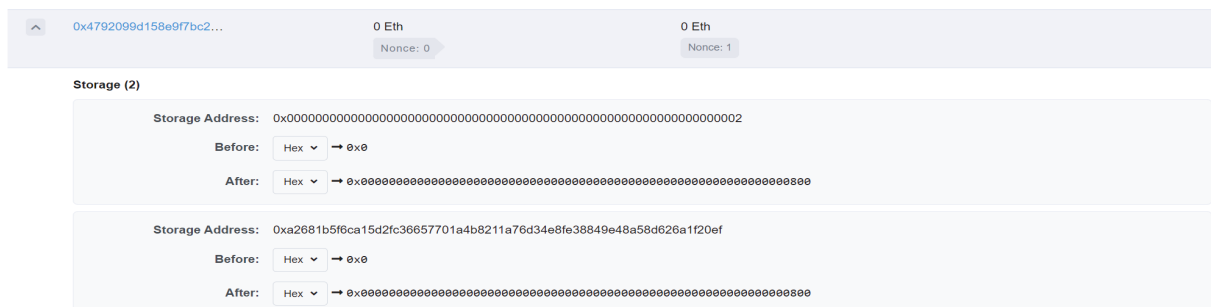 0x4792099d158e9f7bc2… 0 Eth 0 Eth
Nonce: 0 Nonce: 1
Storage (2)
Storage Address: 0x0000000000000000000000000000000000000000000000000000000000000002
Before: Hex → 0x0
After: Hex → 0x0000000000000000000000000000000000000000000000000000000000000800
Storage Address: 0xa2681b5f6ca15d2fc36657701a4b8211a76d34e8fe38849e48a58d626a1f20ef
Before: Hex → 0x0
After: Hex → 0x0000000000000000000000000000000000000000000000000000000000000800